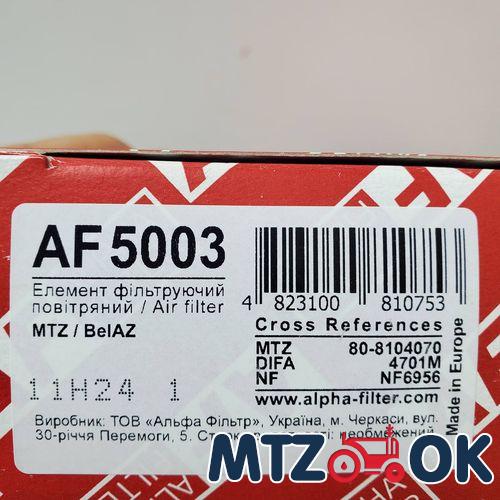 AF 5003
Елемент фільтруючий
повітряний / Air filter
MTZ / BelAZ
11H24 1
4 823100 810753
Cross References
MTZ 80-8104070
DIFA 4701M
NF NF6956
www.alpha-filter.com
Made in Europe
Виробник: ТОВ «Альфа Фільтр», Україна, м. Черкаси, вул.
30-річчя Перемоги, 5. необмежений
MTZ OK